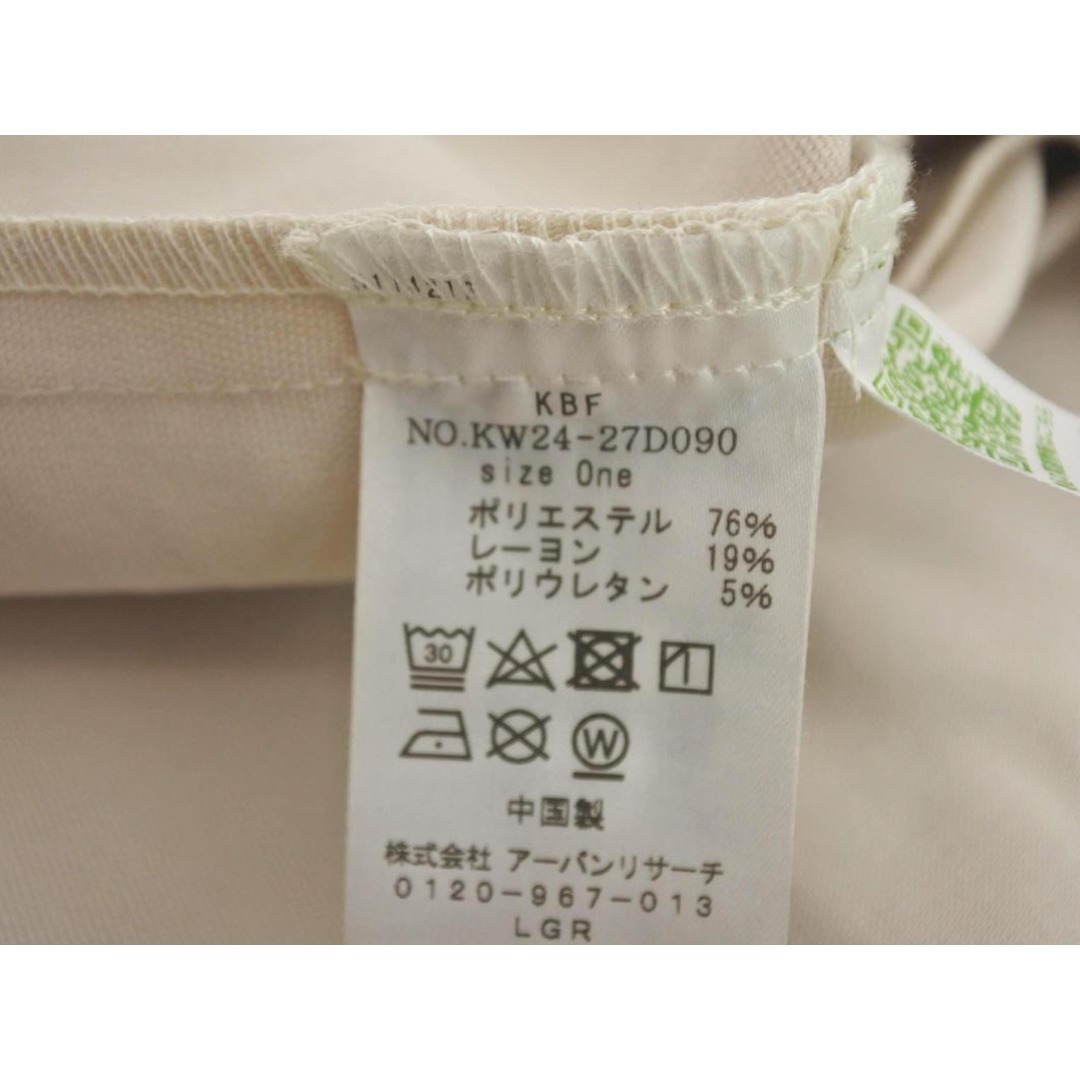 KBF
NO.KW24-27D090
size One
ポリエステル 76%
レーヨン 19%
ポリウレタン 5%
30
W
中国製
株式会社 アーバンリサーチ
0120-967-013
LGR